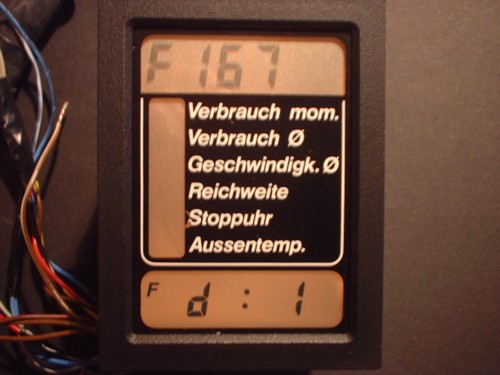 F 167
Verbrauch mom.
Verbrauch Ø
Geschwindigk. Ø
Reichweite
Stoppuhr
Aussentemp.
F d : 1